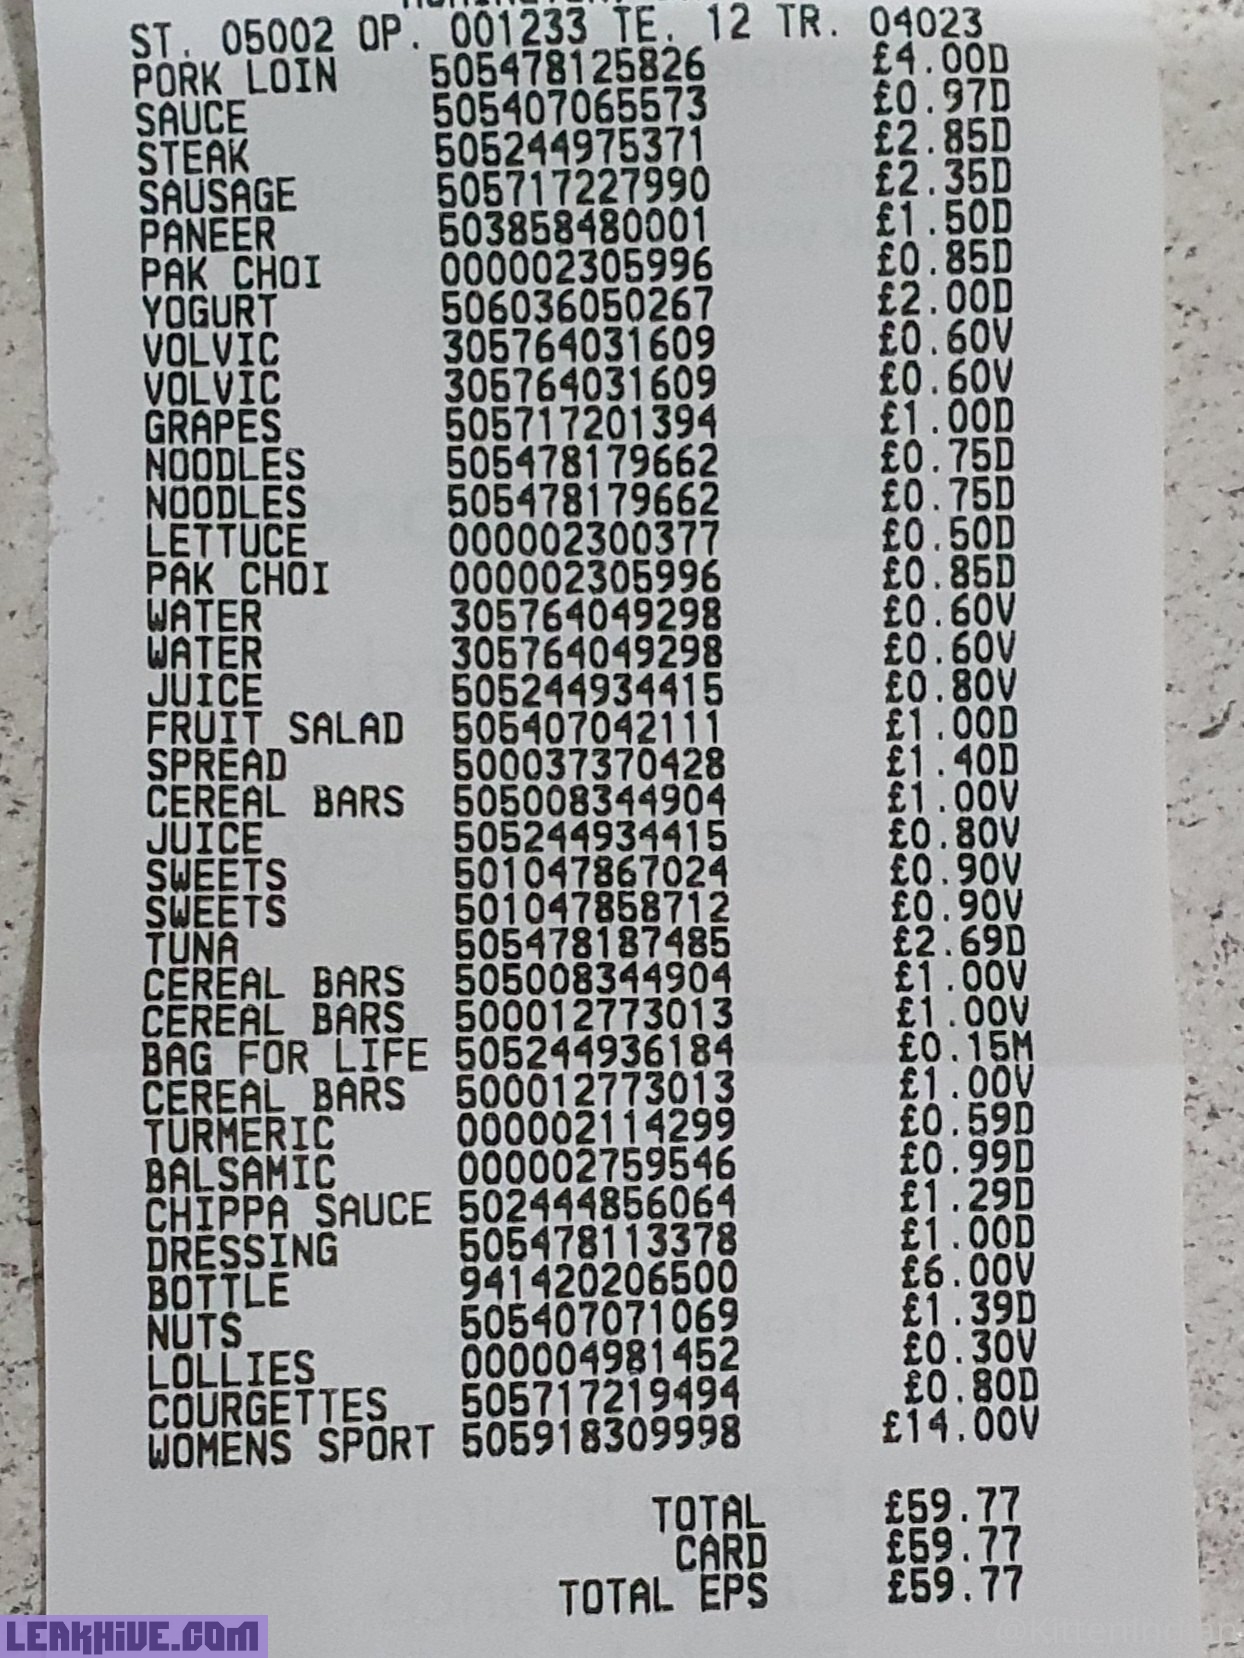 ST. 05002 OP. 001233 TE. 12 TR. 04023
PORK LOIN 505478125826 £4.00D
SAUCE 505407065573 £0.97D
STEAK 505244975371 £2.85D
SAUSAGE 505717227990 £2.35D
PANEER 503858480001 £1.50D
PAK CHOI 000002305996 £0.85D
YOGURT 506036050267 £2.00D
VOLVIC 305764031609 £0.60V
VOLVIC 305764031609 £0.60V
GRAPES 505717201394 £1.00D
NOODLES 505478179662 £0.75D
NOODLES 505478179662 £0.75D
LETTUCE 000002300377 £0.50D
PAK CHOI 000002305996 £0.85D
WATER 305764049298 £0.60V
WATER 305764049298 £0.60V
JUICE 505244934415 £0.80V
FRUIT SALAD 505407042111 £1.00D
SPREAD 500037370428 £1.40D
CEREAL BARS 505008344904 £1.00V
JUICE 505244934415 £0.80V
SWEETS 501047867024 £0.90V
SWEETS 501047858712 £0.90V
TUNA 505478187485 £2.69D
CEREAL BARS 505008344904 £1.00V
CEREAL BARS 500012773013 £1.00V
BAG FOR LIFE 505244936184 £0.15M
CEREAL BARS 500012773013 £1.00V
TURMERIC 000002114299 £0.59D
BALSAMIC 000002759546 £0.99D
CHIPPA SAUCE 502444856064 £1.29D
DRESSING 505478113378 £1.00D
BOTTLE 941420206500 £6.00V
NUTS 505407071069 £1.39D
LOLLIES 000004981452 £0.30V
COURGETTES 505717219494 £0.80D
WOMENS SPORT 505918309998 £14.00V
TOTAL £59.77
CARD £59.77
TOTAL EPS £59.77
LEAKHIVE.COM